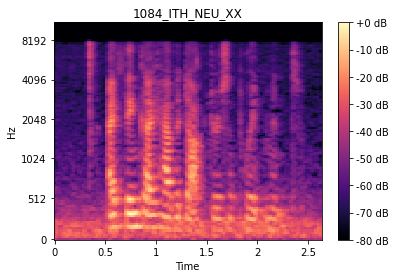 1084_ITH_NEU_XX
8192
4096
2048
1024
512
0
Hz
0 0.5 1 1.5 2 2.5
Time
+0 dB
-10 dB
-20 dB
-30 dB
-40 dB
-50 dB
-60 dB
-70 dB
-80 dB